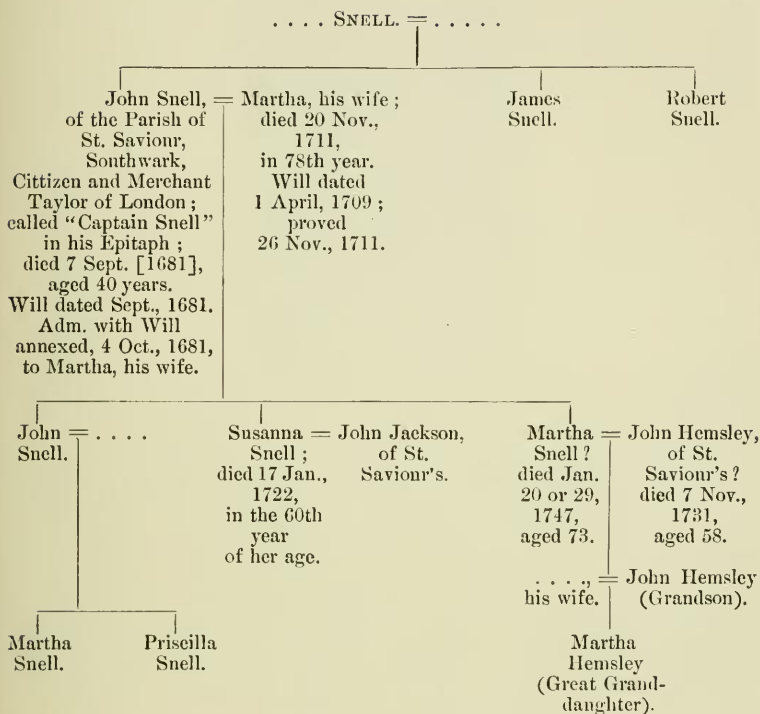 . . . . SNELL. = . . . . .
John Snell, =
of the Parish of
St. Saviour,
Southwark,
Cittizen and Merchant
Taylor of London ;
called “Captain Snell”
in his Epitaph ;
died 7 Sept. [1681],
aged 40 years.
Will dated Sept., 1681.
Adm. with Will
annexed, 4 Oct., 1681,
to Martha, his wife.
Martha, his wife ;
died 20 Nov.,
1711,
in 78th year.
Will dated
1 April, 1709 ;
proved
26 Nov., 1711.
James
Snell.
Robert
Snell.
John = . . . .
Snell.
Susanna =
Snell ;
died 17 Jan.,
1722,
in the 60th
year
of her age.
John Jackson,
of St.
Saviour's.
Martha =
Snell ?
died Jan.
20 or 29,
1747,
aged 73.
John Hemsley,
of St.
Saviour's ?
died 7 Nov.,
1731,
aged 58.
. . . ., =
his wife.
John Hemsley
(Grandson).
Martha
Snell.
Priscilla
Snell.
Martha
Hemsley
(Great Grand-
daughter).